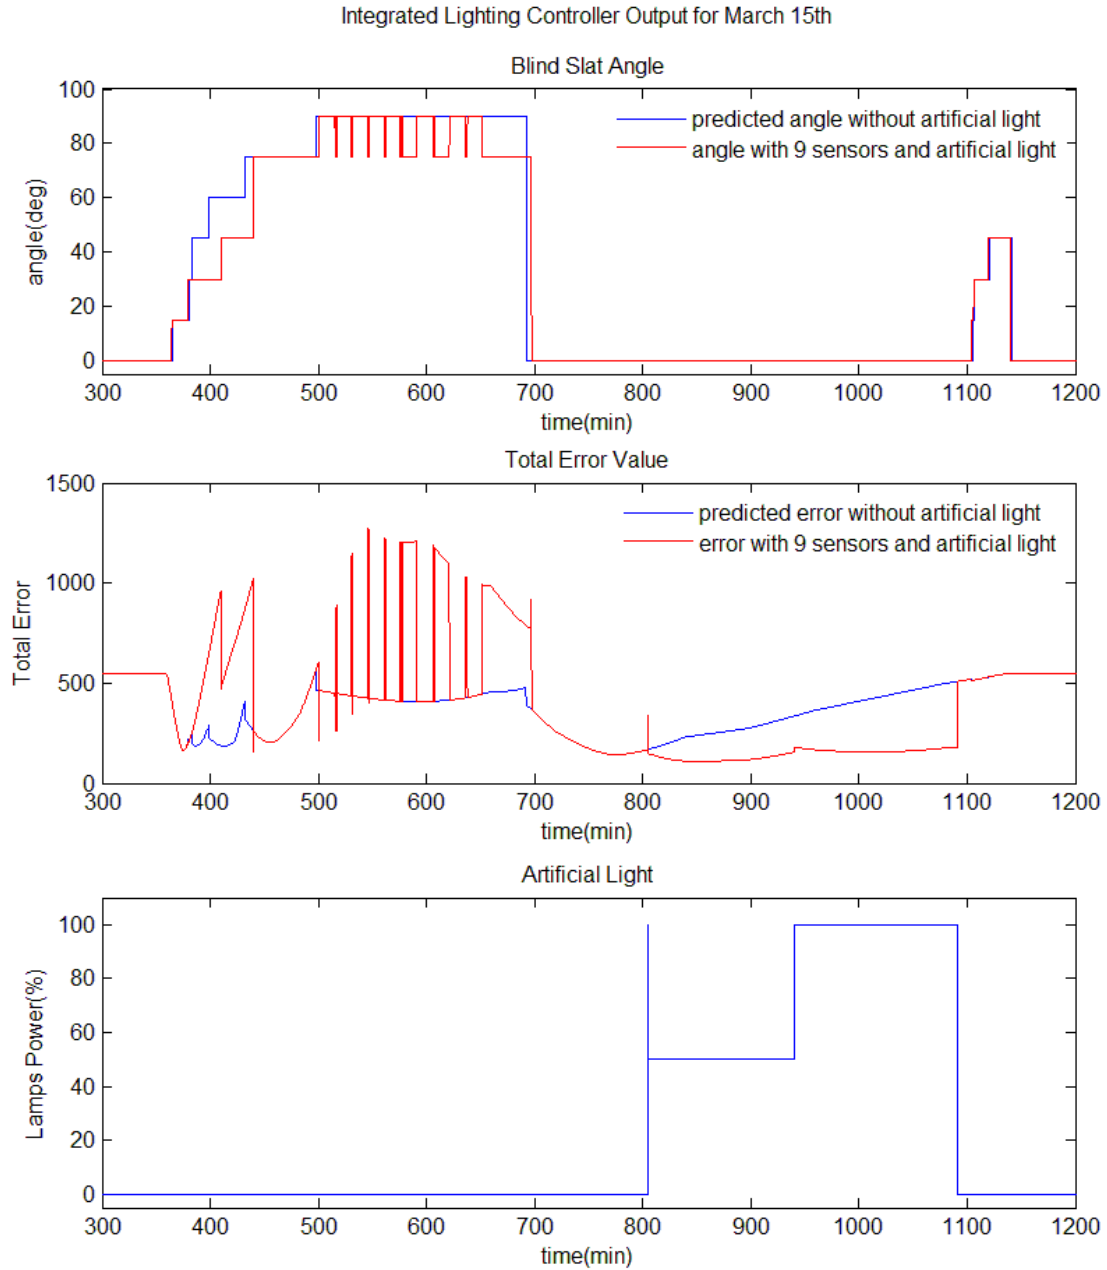 Integrated Lighting Controller Output for March 15th
Blind Slat Angle
100
80
60
40
20
0
angle(deg)
predicted angle without artificial light
angle with 9 sensors and artificial light
300 400 500 600 700 800 900 1000 1100 1200
time(min)
Total Error Value
1500
1000
500
0
Total Error
predicted error without artificial light
error with 9 sensors and artificial light
300 400 500 600 700 800 900 1000 1100 1200
time(min)
Artificial Light
100
80
60
40
20
0
Lamps Power(%)
300 400 500 600 700 800 900 1000 1100 1200
time(min)